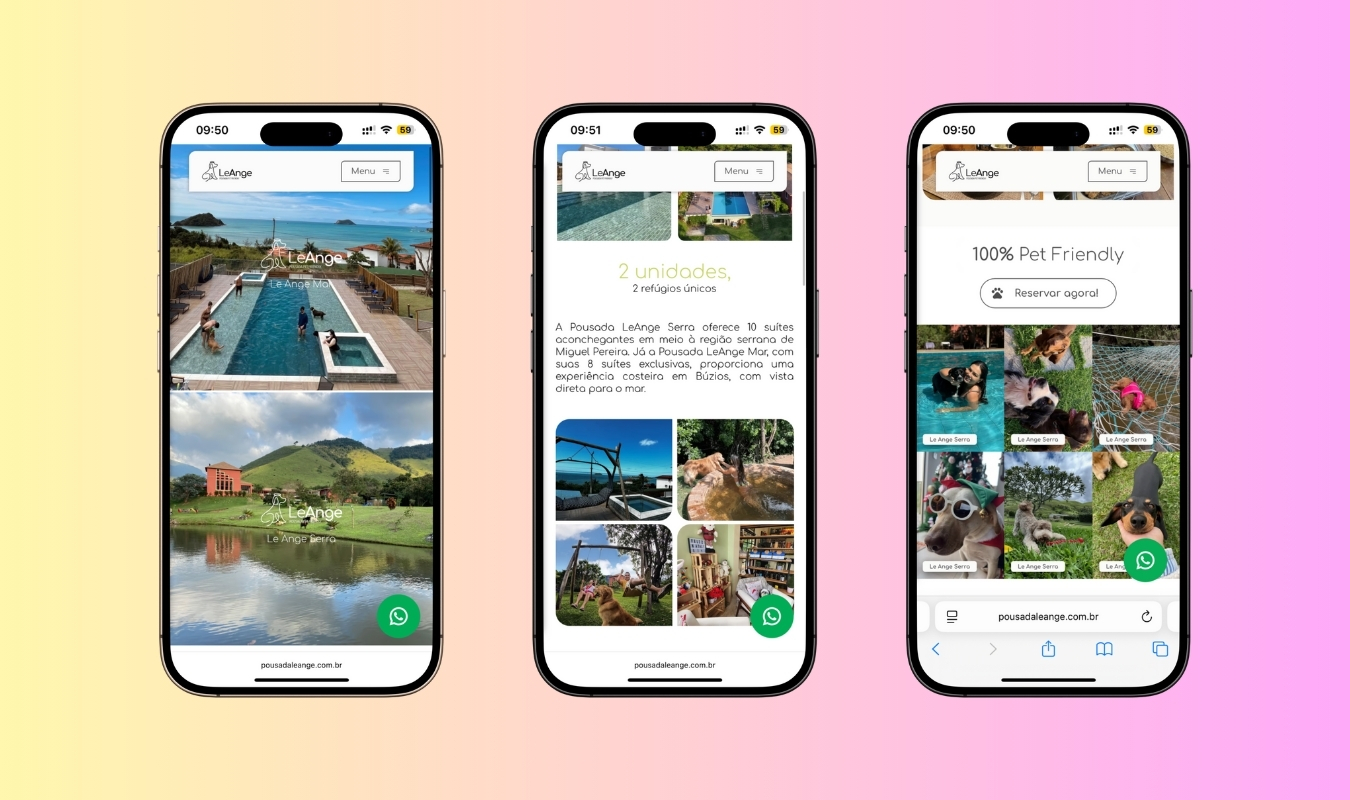 09:50
59
LeAnge
Menu
LeAnge
Le Ange Mar
LeAnge
Le Ange Serra
pousadaleange.com.br
09:51
59
LeAnge
Menu
2 unidades,
2 refúgios únicos
A Pousada LeAnge Serra oferece 10 suítes
aconchegantes em meio à região serrana de
Miguel Pereira. Já a Pousada LeAnge Mar, com
suas 8 suítes exclusivas, proporciona uma
experiência costeira em Búzios, com vista
direta para o mar.
pousadaleange.com.br
09:50
59
LeAnge
Menu
100% Pet Friendly
Reservar agora!
Le Ange Serra
Le Ange Serra
Le Ange Serra
Le Ange Serra
Le Ange Serra
Le Ang
pousadaleange.com.br